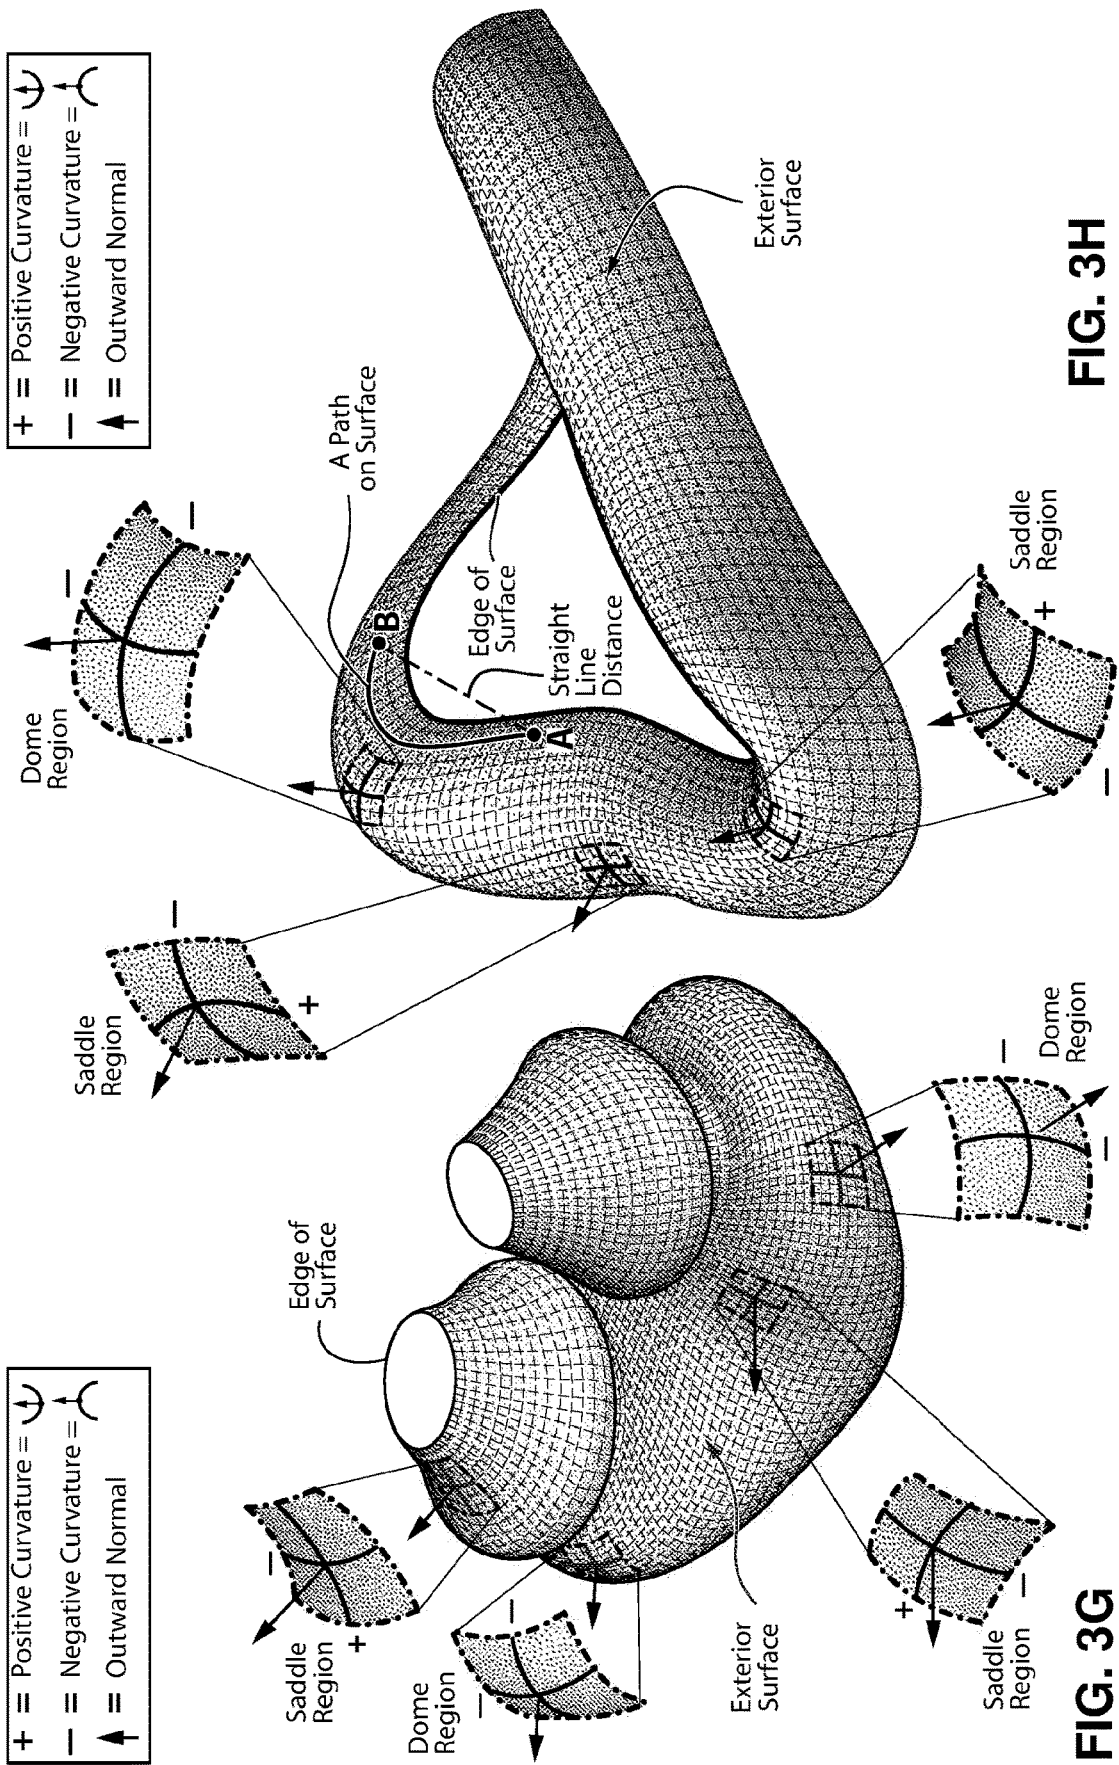 + = Positive Curvature =
− = Negative Curvature =
= Outward Normal
Saddle
Region
−
+
Dome
Region
−
−
Exterior
Surface
Edge of
Surface
+
−
Saddle
Region
−
−
Dome
Region
FIG. 3G
+ = Positive Curvature =
− = Negative Curvature =
= Outward Normal
Saddle
Region
−
+
Dome
Region
−
−
A Path
on Surface
B
A
Edge of
Surface
Straight
Line
Distance
Exterior
Surface
−
+
Saddle
Region
FIG. 3H